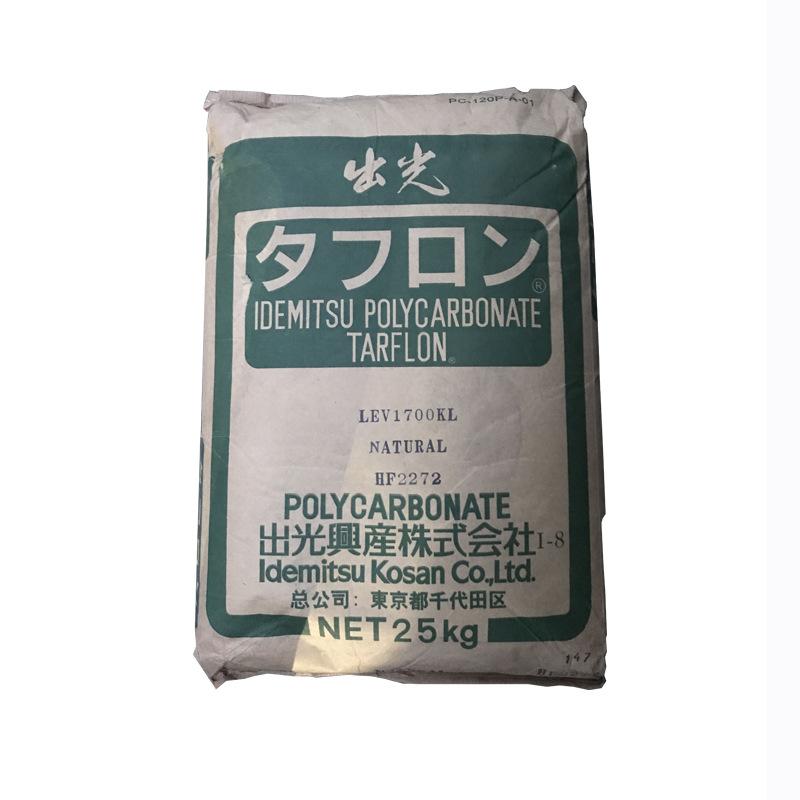 PC-120P-A-01
出光
タフロン®
IDEMITSU POLYCARBONATE
TARFLON®
LEV1700KL
NATURAL
HF2272
POLYCARBONATE
出光興産株式会社 I-8
Idemitsu Kosan Co.,Ltd.
总公司：東京都千代田区
NET 25kg
147